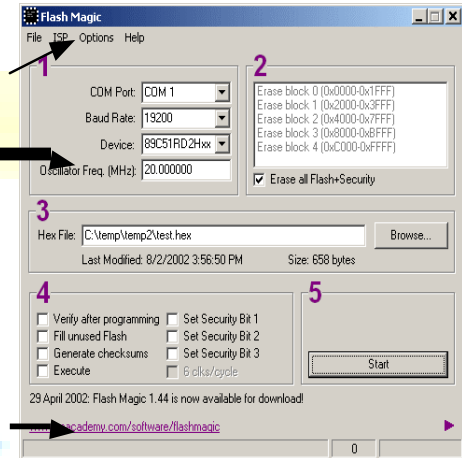 Flash Magic
File ISP Options Help
1
COM Port: COM 1
Baud Rate: 19200
Device: 89C51RD2Hxx
Oscillator Freq. (MHz): 20.000000
2
Erase block 0 (0x0000-0x1FFF)
Erase block 1 (0x2000-0x3FFF)
Erase block 2 (0x4000-0x7FFF)
Erase block 3 (0x8000-0xBFFF)
Erase block 4 (0xC000-0xFFFF)
Erase all Flash+Security
3
Hex File: C:\temp\temp2\test.hex Browse...
Last Modified: 8/2/2002 3:56:50 PM Size: 658 bytes
4
Verify after programming Set Security Bit 1
Fill unused Flash Set Security Bit 2
Generate checksums Set Security Bit 3
Execute 6 clks/cycle
5
Start
29 April 2002: Flash Magic 1.44 is now available for download!
academy.com/software/flashmagic
0